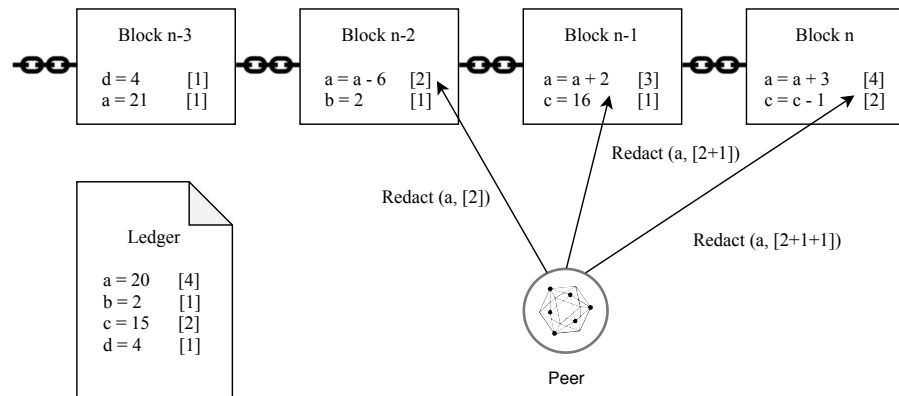 Block n-3
d = 4 [1]
a = 21 [1]
Block n-2
a = a - 6 [2]
b = 2 [1]
Block n-1
a = a + 2 [3]
c = 16 [1]
Block n
a = a + 3 [4]
c = c - 1 [2]
Redact (a, [2])
Redact (a, [2+1])
Redact (a, [2+1+1])
Ledger
a = 20 [4]
b = 2 [1]
c = 15 [2]
d = 4 [1]
Peer